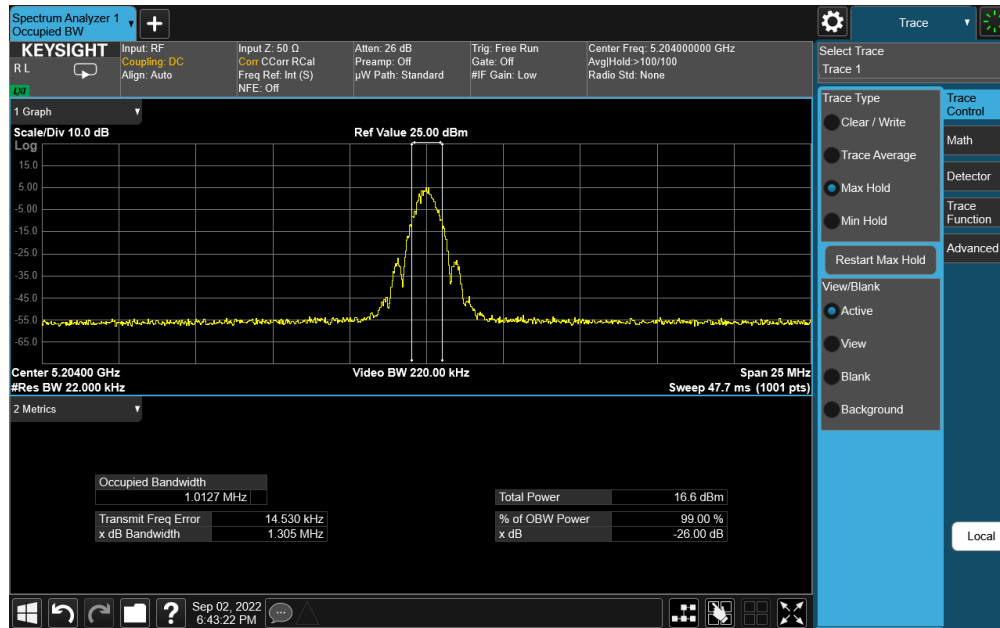 Spectrum Analyzer 1
Occupied BW
Trace
KEYSIGHT
R L
LXI
Input: RF
Coupling: DC
Align: Auto
Input Z: 50 Ω
Corr CCorr RCal
Freq Ref: Int (S)
NFE: Off
Atten: 26 dB
Preamp: Off
µW Path: Standard
Trig: Free Run
Gate: Off
#IF Gain: Low
Center Freq: 5.204000000 GHz
Avg|Hold:>100/100
Radio Std: None
Select Trace
Trace 1
1 Graph
Scale/Div 10.0 dB
Ref Value 25.00 dBm
Log
15.0
5.00
-5.00
-15.0
-25.0
-35.0
-45.0
-55.0
-65.0
Center 5.20400 GHz
Video BW 220.00 kHz
Span 25 MHz
#Res BW 22.000 kHz
Sweep 47.7 ms (1001 pts)
2 Metrics
Occupied Bandwidth
1.0127 MHz
Transmit Freq Error 14.530 kHz
x dB Bandwidth 1.305 MHz
Total Power 16.6 dBm
% of OBW Power 99.00 %
x dB -26.00 dB
Trace Type
Clear / Write
Trace Average
Max Hold
Min Hold
Restart Max Hold
View/Blank
Active
View
Blank
Background
Trace
Control
Math
Detector
Trace
Function
Advanced
Local
Sep 02, 2022
6:43:22 PM